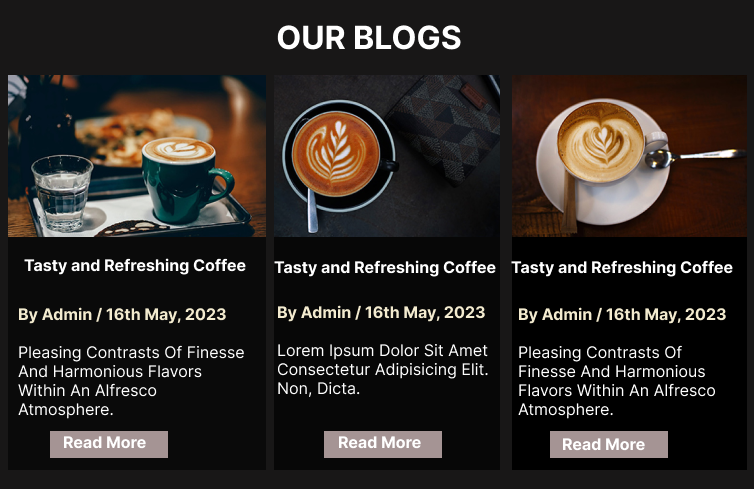 OUR BLOGS
Tasty and Refreshing Coffee
By Admin / 16th May, 2023
Pleasing Contrasts Of Finesse
And Harmonious Flavors
Within An Alfresco
Atmosphere.
Read More
Tasty and Refreshing Coffee
By Admin / 16th May, 2023
Lorem Ipsum Dolor Sit Amet
Consectetur Adipisicing Elit.
Non, Dicta.
Read More
Tasty and Refreshing Coffee
By Admin / 16th May, 2023
Pleasing Contrasts Of
Finesse And Harmonious
Flavors Within An Alfresco
Atmosphere.
Read More